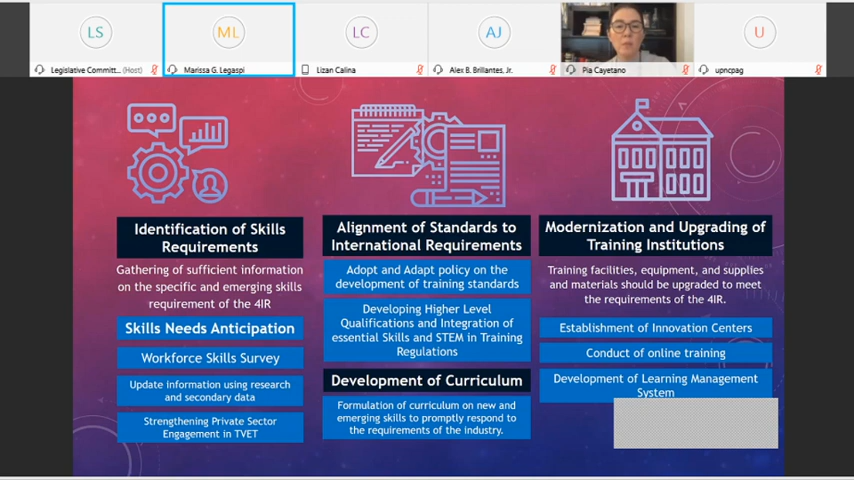 LS
ML
LC
AJ
U
Legislative Committ... (Host)
Marissa G. Legaspi
Lizan Calina
Alex B. Brillantes, Jr.
Pia Cayetano
upncpag
Identification of Skills
Requirements
Gathering of sufficient information
on the specific and emerging skills
requirement of the 4IR
Skills Needs Anticipation
Workforce Skills Survey
Update information using research
and secondary data
Strengthening Private Sector
Engagement in TVET
Alignment of Standards to
International Requirements
Adopt and Adapt policy on the
development of training standards
Developing Higher Level
Qualifications and Integration of
essential Skills and STEM in Training
Regulations
Development of Curriculum
Formulation of curriculum on new and
emerging skills to promptly respond to
the requirements of the industry.
Modernization and Upgrading of
Training Institutions
Training facilities, equipment, and supplies
and materials should be upgraded to meet
the requirements of the 4IR.
Establishment of Innovation Centers
Conduct of online training
Development of Learning Management
System